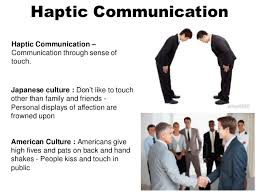 Haptic Communication
Haptic Communication –
Communication through sense of
touch.
Japanese culture : Don't like to touch
other than family and friends -
Personal displays of affection are
frowned upon
American Culture : Americans give
high fives and pats on back and hand
shakes - People kiss and touch in
public